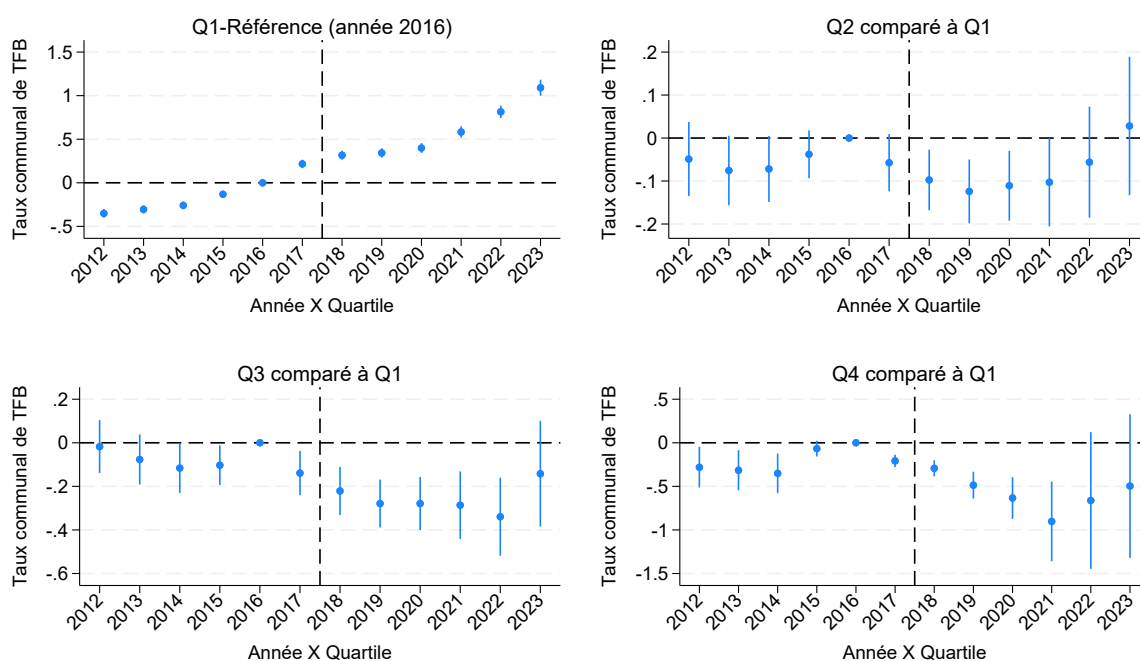 Q1-Référence (année 2016)
Taux communal de TFB
1.5
1
.5
0
-.5
2012 2013 2014 2015 2016 2017 2018 2019 2020 2021 2022 2023
Année X Quartile
Q2 comparé à Q1
Taux communal de TFB
.2
.1
0
-.1
-.2
2012 2013 2014 2015 2016 2017 2018 2019 2020 2021 2022 2023
Année X Quartile
Q3 comparé à Q1
Taux communal de TFB
.2
0
-.2
-.4
-.6
2012 2013 2014 2015 2016 2017 2018 2019 2020 2021 2022 2023
Année X Quartile
Q4 comparé à Q1
Taux communal de TFB
.5
0
-.5
-1
-1.5
2012 2013 2014 2015 2016 2017 2018 2019 2020 2021 2022 2023
Année X Quartile